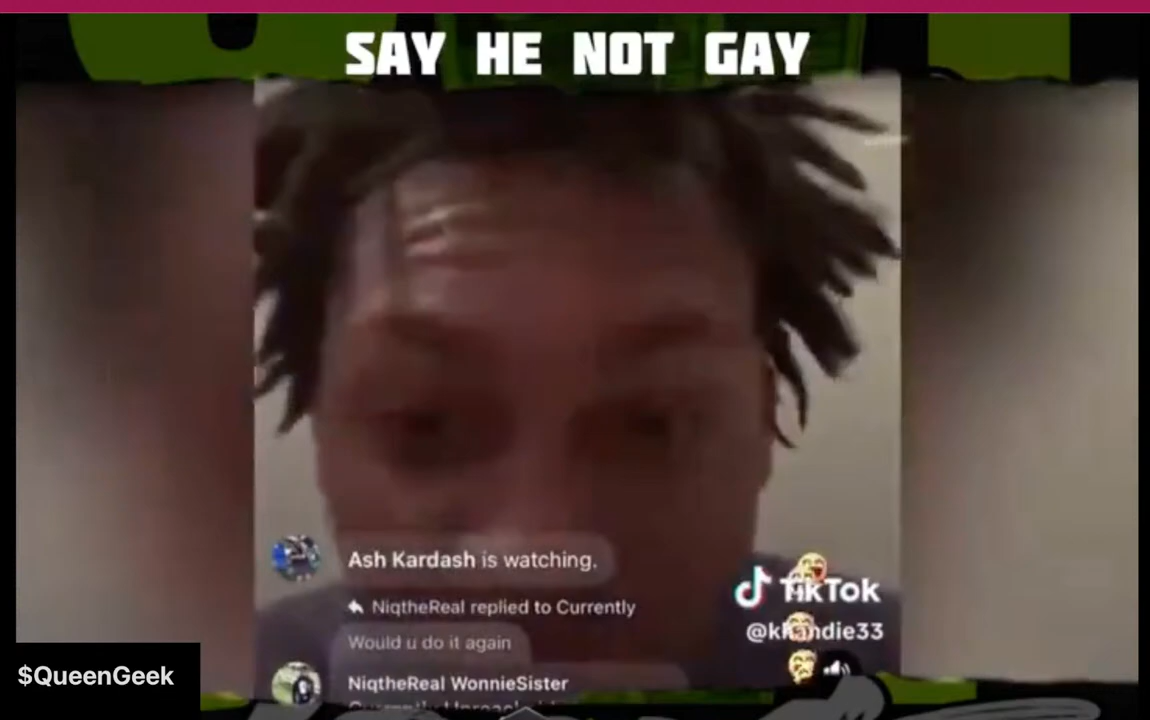 SAY HE NOT GAY
Ash Kardash is watching.
NiqtheReal replied to Currently
Would u do it again
TikTok
@khandie33
NiqtheReal WonnieSister
$QueenGeek